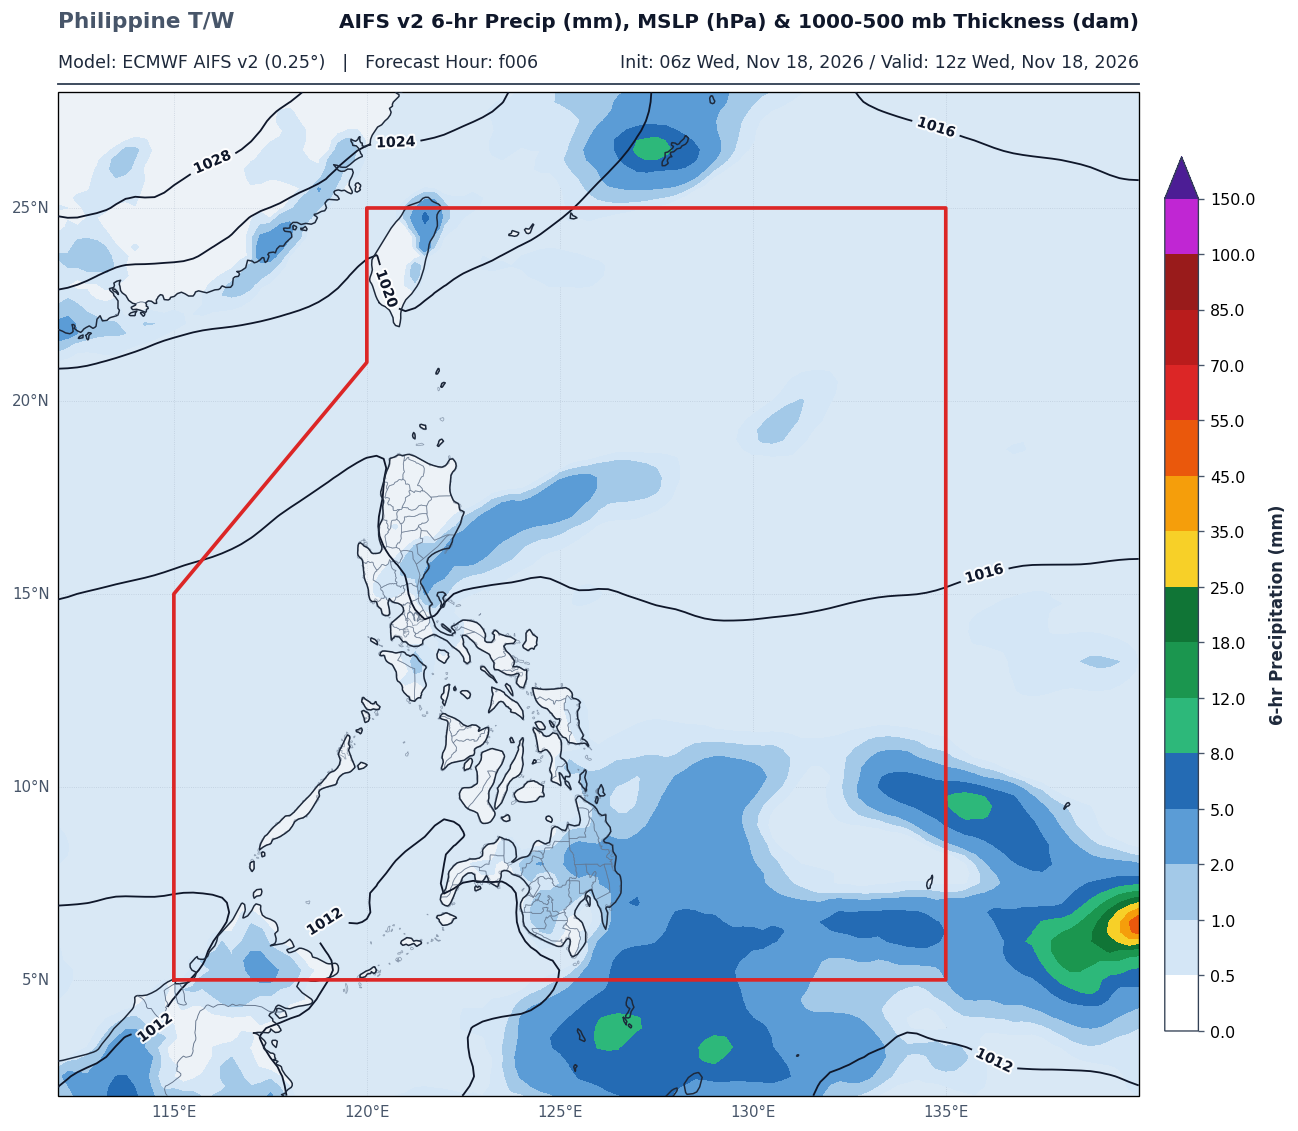 Philippine T/W
AIFS v2 6-hr Precip (mm), MSLP (hPa) & 1000-500 mb Thickness (dam)
Model: ECMWF AIFS v2 (0.25°) | Forecast Hour: f006
Init: 06z Wed, Nov 18, 2026 / Valid: 12z Wed, Nov 18, 2026
1016
1024
1028
1020
1016
1012
1012
1012
25°N
20°N
15°N
10°N
5°N
115°E
120°E
125°E
130°E
135°E
150.0
100.0
85.0
70.0
55.0
45.0
35.0
25.0
18.0
12.0
8.0
5.0
2.0
1.0
0.5
0.0
6-hr Precipitation (mm)